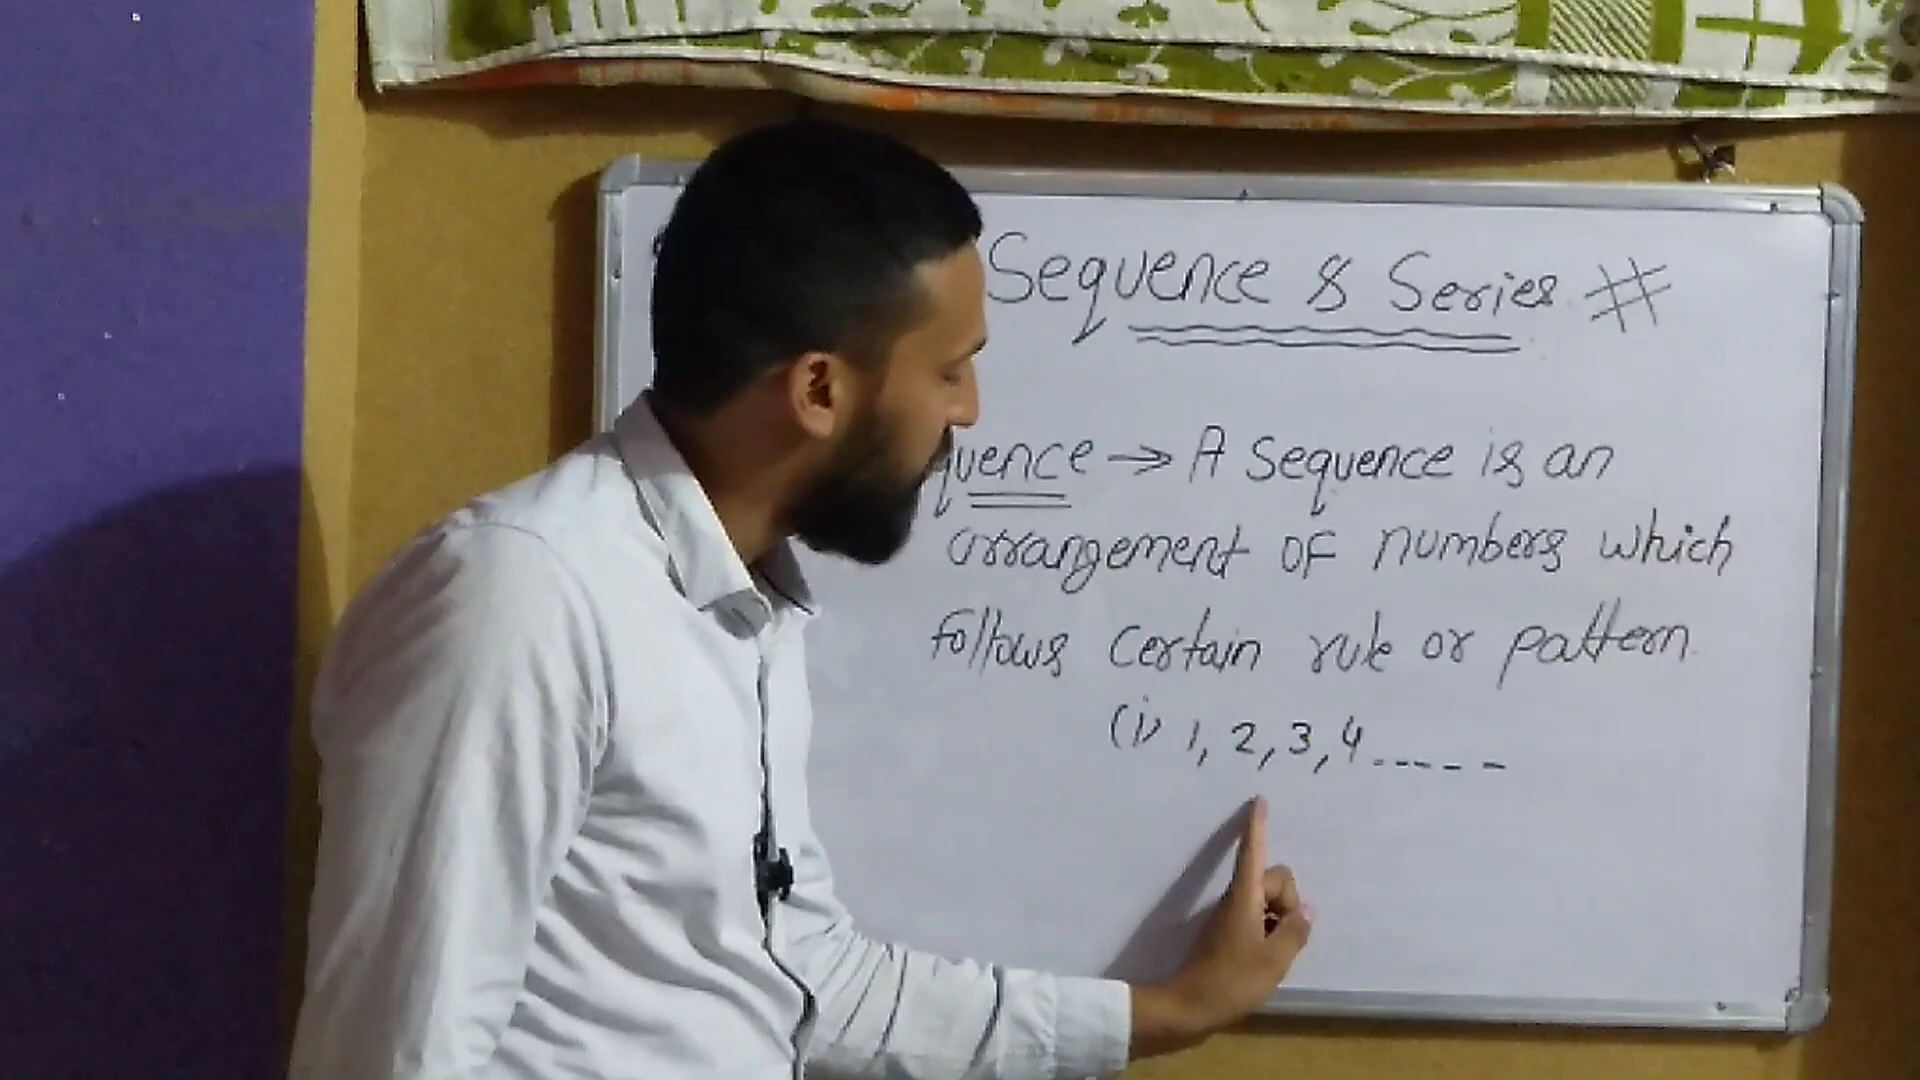 Sequence & Series #
quence → A Sequence is an
arrangement of numbers which
follows certain rule or pattern.
(i) 1, 2, 3, 4 . - - - -